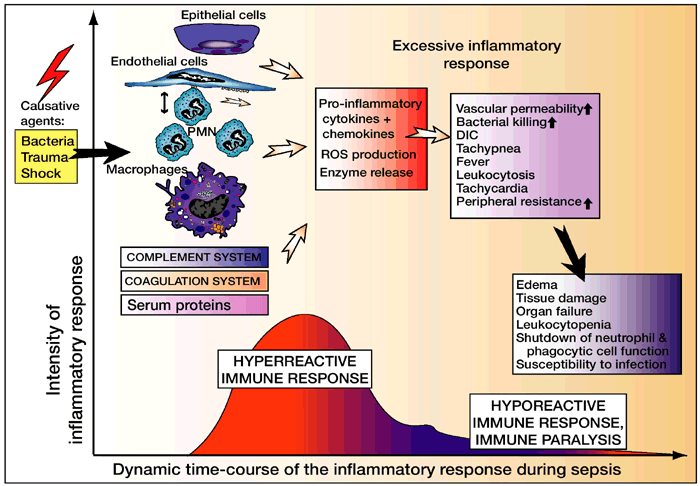 Epithelial cells
Endothelial cells
PMN
Macrophages
Causative
agents:
Bacteria
Trauma
Shock
COMPLEMENT SYSTEM
COAGULATION SYSTEM
Serum proteins
Excessive inflammatory
response
Pro-inflammatory
cytokines +
chemokines
ROS production
Enzyme release
Vascular permeability
Bacterial killing
DIC
Tachypnea
Fever
Leukocytosis
Tachycardia
Peripheral resistance
Edema
Tissue damage
Organ failure
Leukocytopenia
Shutdown of neutrophil &
phagocytic cell function
Susceptibility to infection
Intensity of
inflammatory response
HYPERREACTIVE
IMMUNE RESPONSE
HYPOREACTIVE
IMMUNE RESPONSE,
IMMUNE PARALYSIS
Dynamic time-course of the inflammatory response during sepsis